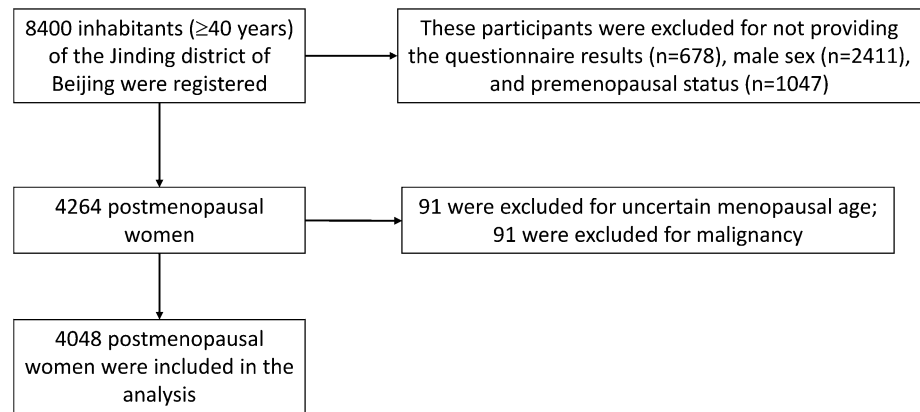 8400 inhabitants (≥40 years)
of the Jinding district of
Beijing were registered
These participants were excluded for not providing
the questionnaire results (n=678), male sex (n=2411),
and premenopausal status (n=1047)
4264 postmenopausal
women
91 were excluded for uncertain menopausal age;
91 were excluded for malignancy
4048 postmenopausal
women were included in the
analysis